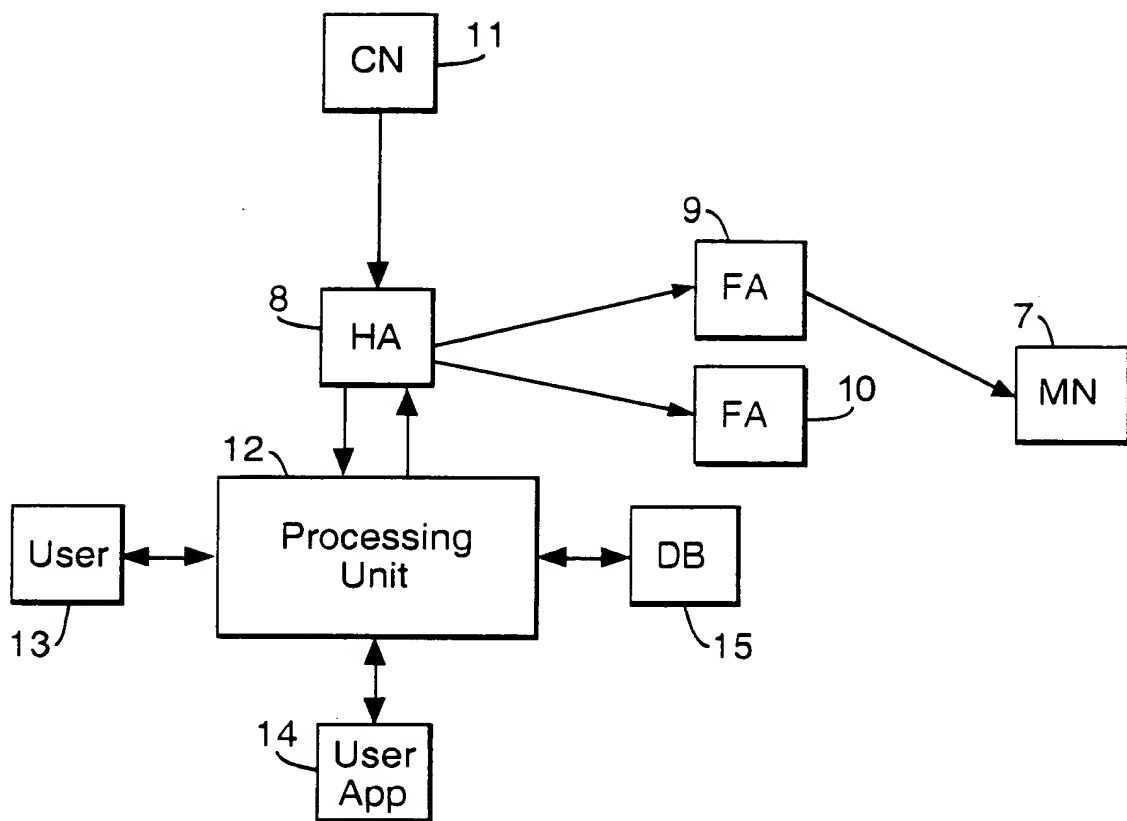 11
CN
9
FA
8
HA
7
MN
FA
10
12
Processing
Unit
User
13
DB
15
14
User
App